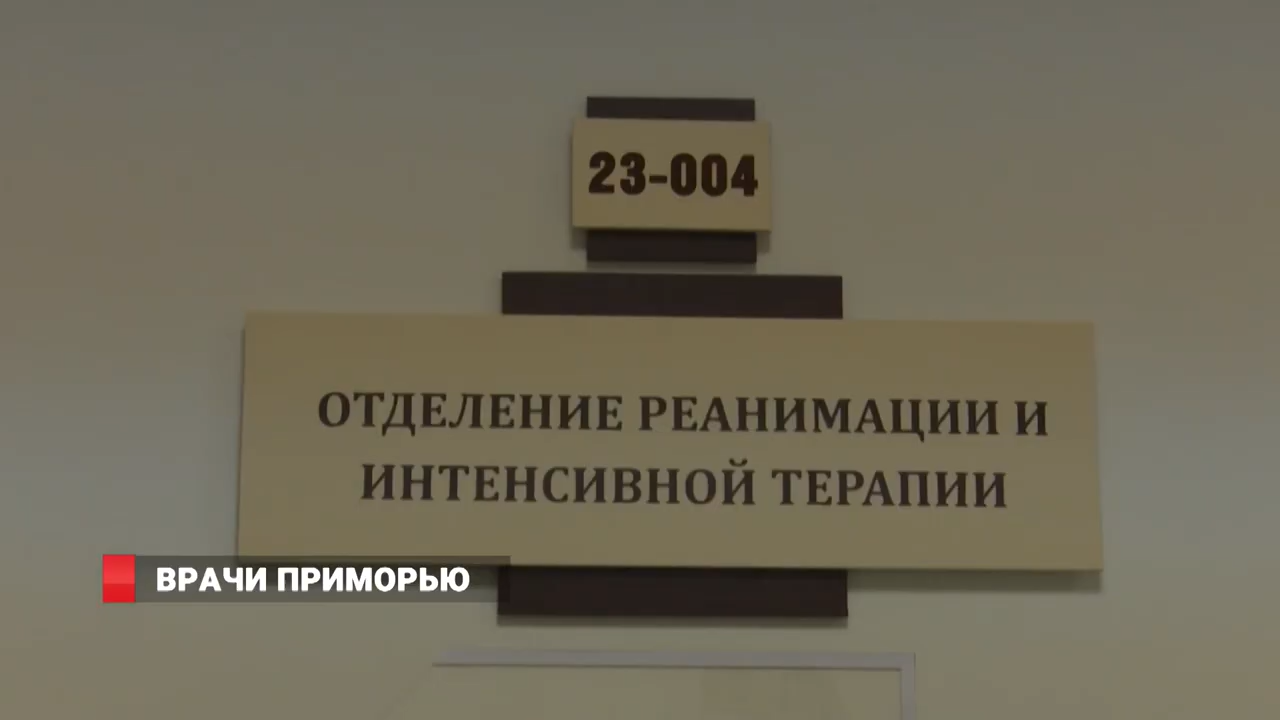 23-004
ОТДЕЛЕНИЕ РЕАНИМАЦИИ И
ИНТЕНСИВНОЙ ТЕРАПИИ
ВРАЧИ ПРИМОРЬЮ